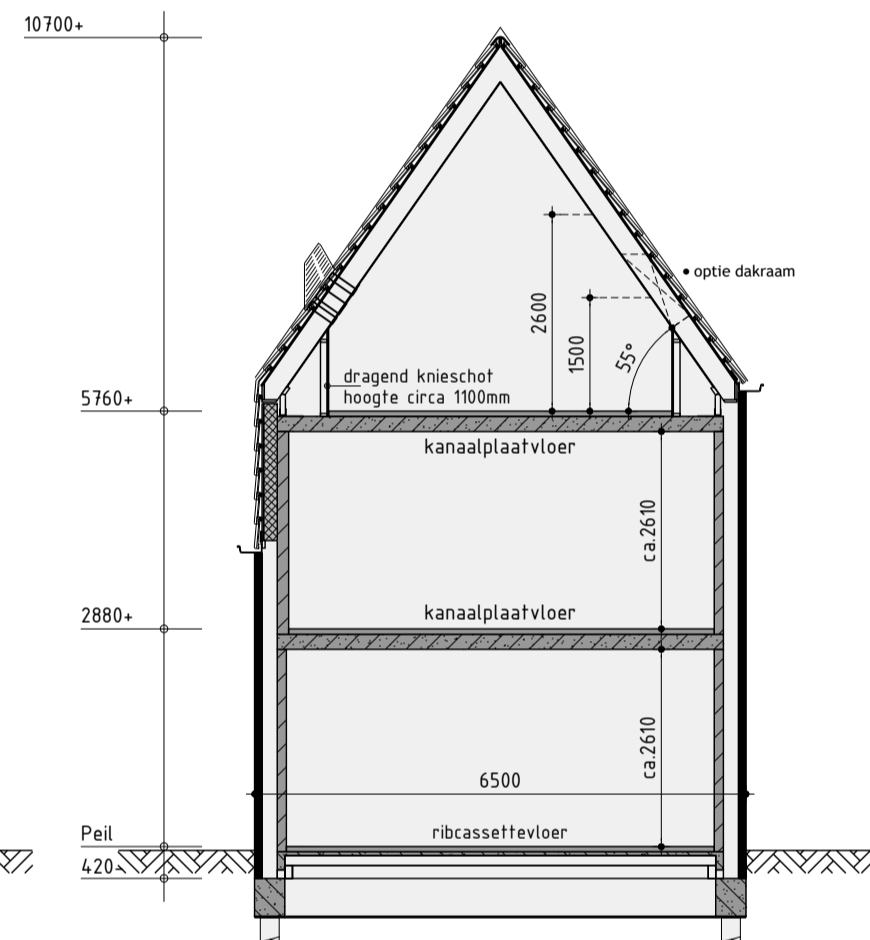 10700+
• optie dakraam
2600
1500
55°
dragend knieschot
hoogte circa 1100mm
5760+
kanaalplaatvloer
ca.2610
kanaalplaatvloer
2880+
ca.2610
6500
ribcassettevloer
Peil
420-